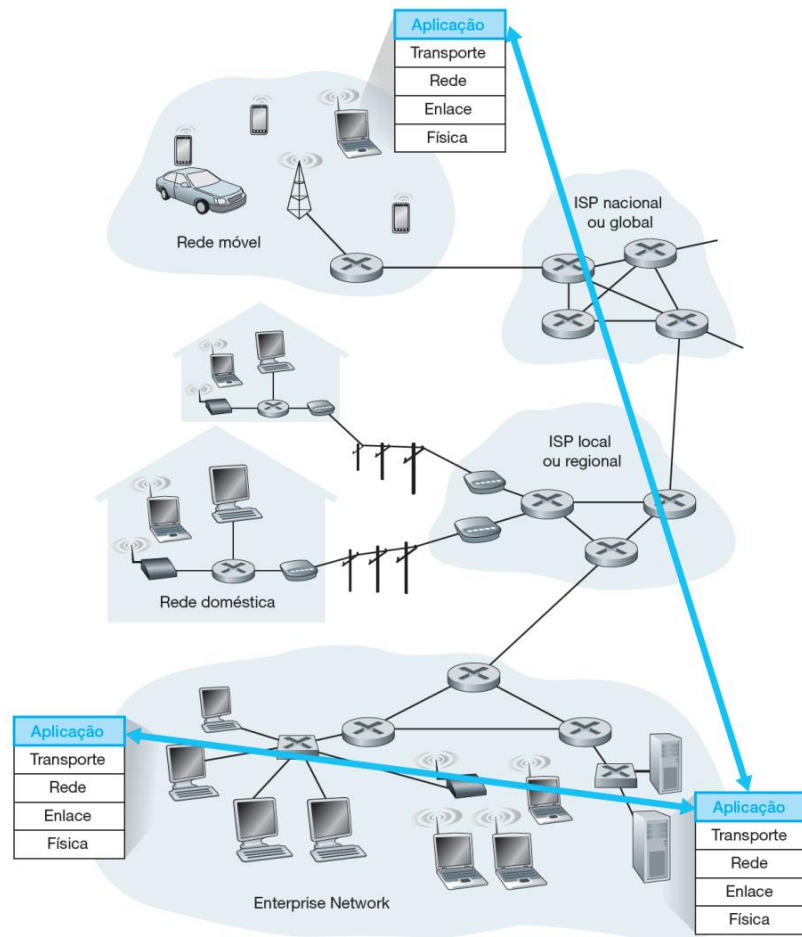 Aplicação
Transporte
Rede
Enlace
Física
ISP nacional
ou global
Rede móvel
ISP local
ou regional
Rede doméstica
Aplicação
Transporte
Rede
Enlace
Física
Aplicação
Transporte
Rede
Enlace
Física
Enterprise Network